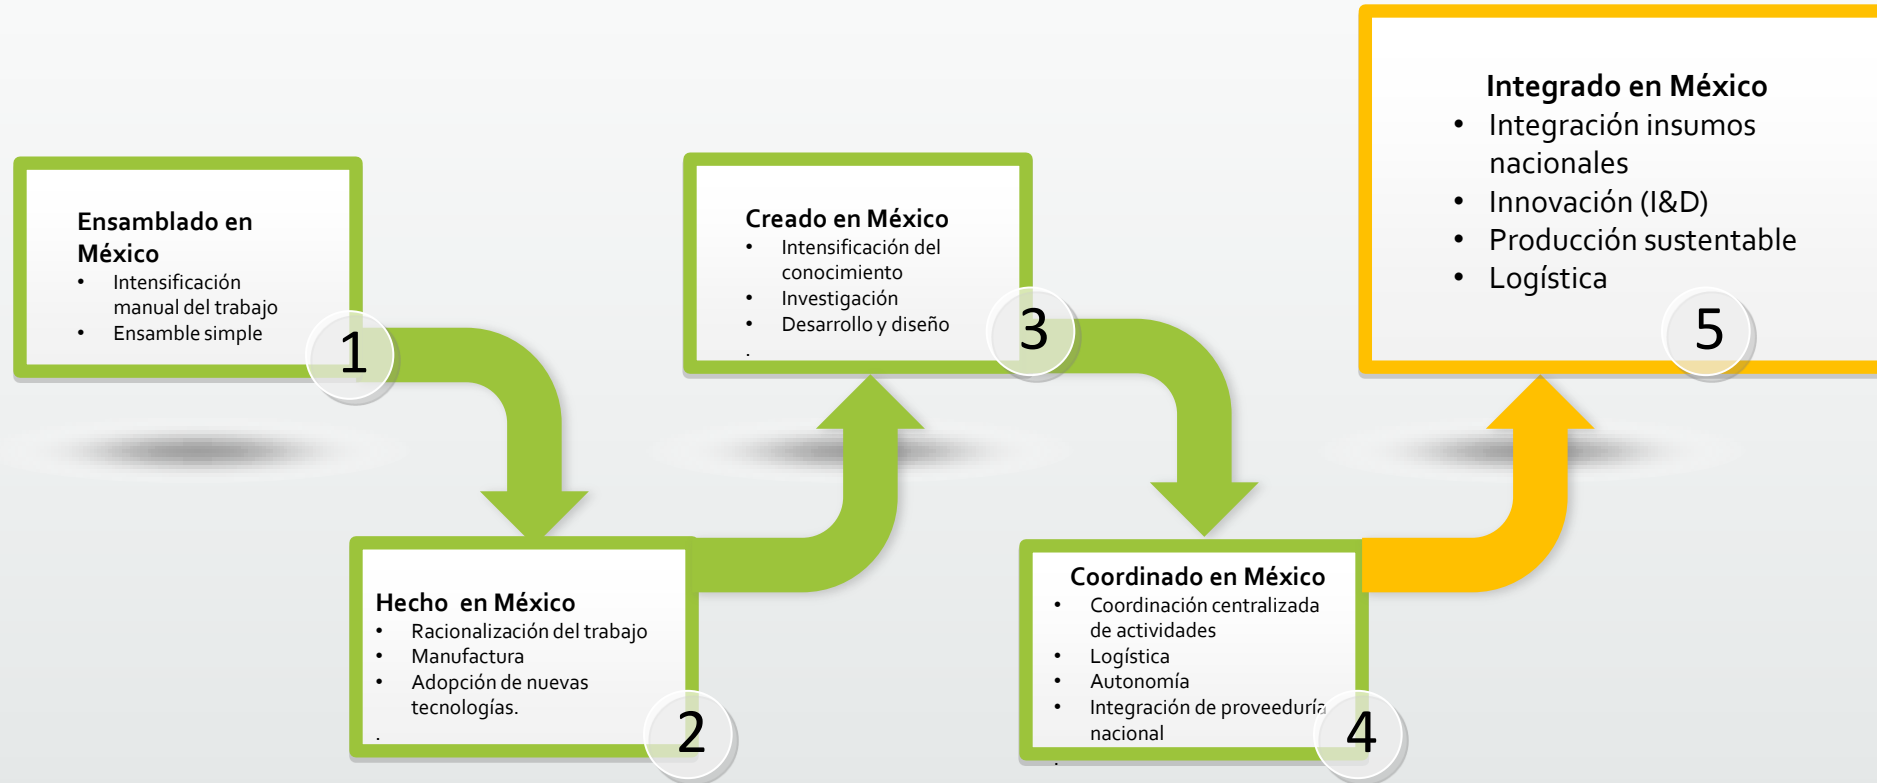 Ensamblado en
México
• Intensificación
manual del trabajo
• Ensamble simple
1
Hecho en México
• Racionalización del trabajo
• Manufactura
• Adopción de nuevas
tecnologías.
.
2
Creado en México
• Intensificación del
conocimiento
• Investigación
• Desarrollo y diseño
.
3
Coordinado en México
• Coordinación centralizada
de actividades
• Logística
• Autonomía
• Integración de proveeduría
nacional
.
4
Integrado en México
• Integración insumos
nacionales
• Innovación (I&D)
• Producción sustentable
• Logística
5